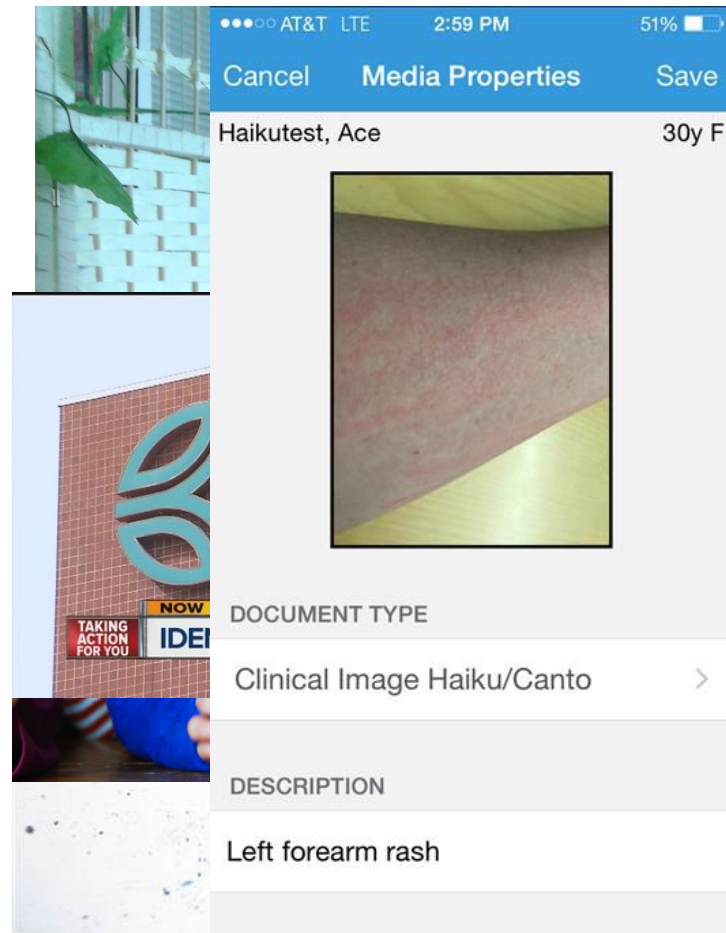 AT&T LTE 2:59 PM 51%
Cancel Media Properties Save
Haikutest, Ace 30y F
DOCUMENT TYPE
Clinical Image Haiku/Canto
DESCRIPTION
Left forearm rash
NOW
TAKING
ACTION
FOR YOU